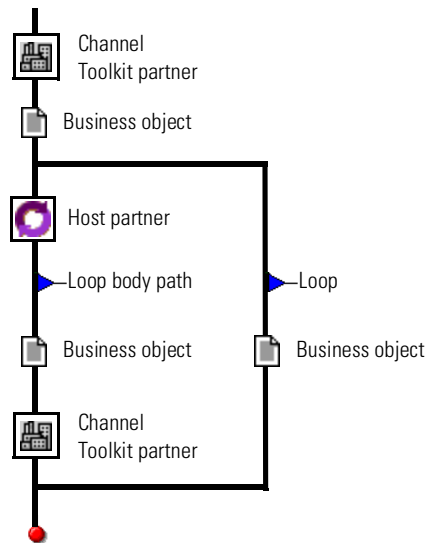 Channel
Toolkit partner
Business object
Host partner
Loop body path
Loop
Business object
Business object
Channel
Toolkit partner